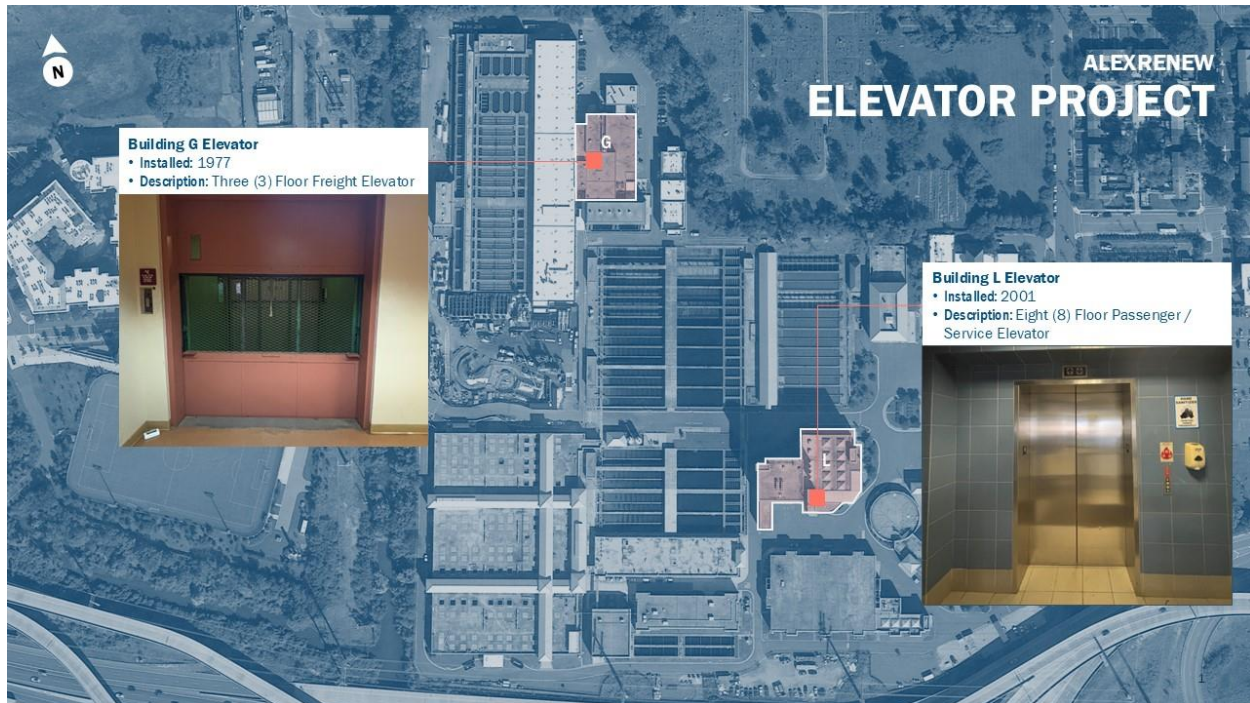 N
ALEXRENEW
ELEVATOR PROJECT
Building G Elevator
• Installed: 1977
• Description: Three (3) Floor Freight Elevator
G
Building L Elevator
• Installed: 2001
• Description: Eight (8) Floor Passenger /
Service Elevator
L
1